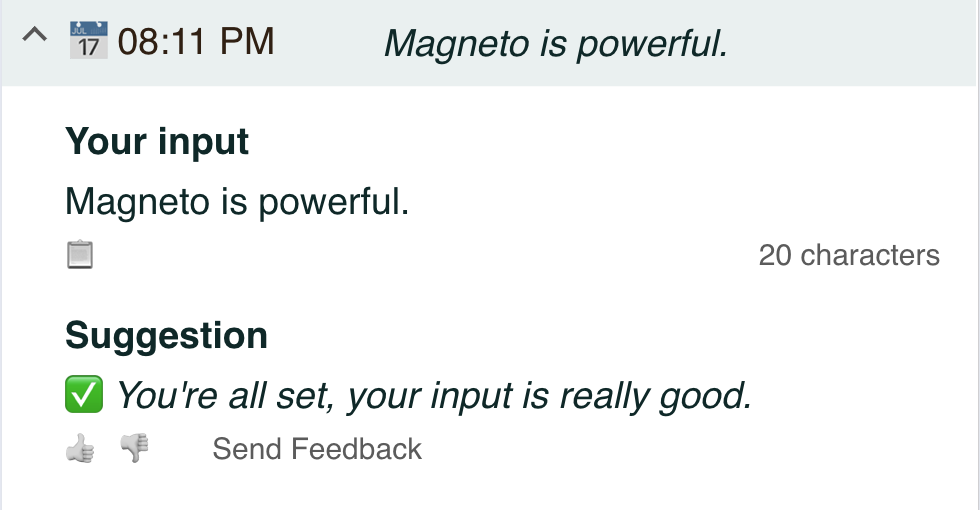 JUL 17 08:11 PM Magneto is powerful.
Your input
Magneto is powerful.
20 characters
Suggestion
You're all set, your input is really good.
Send Feedback